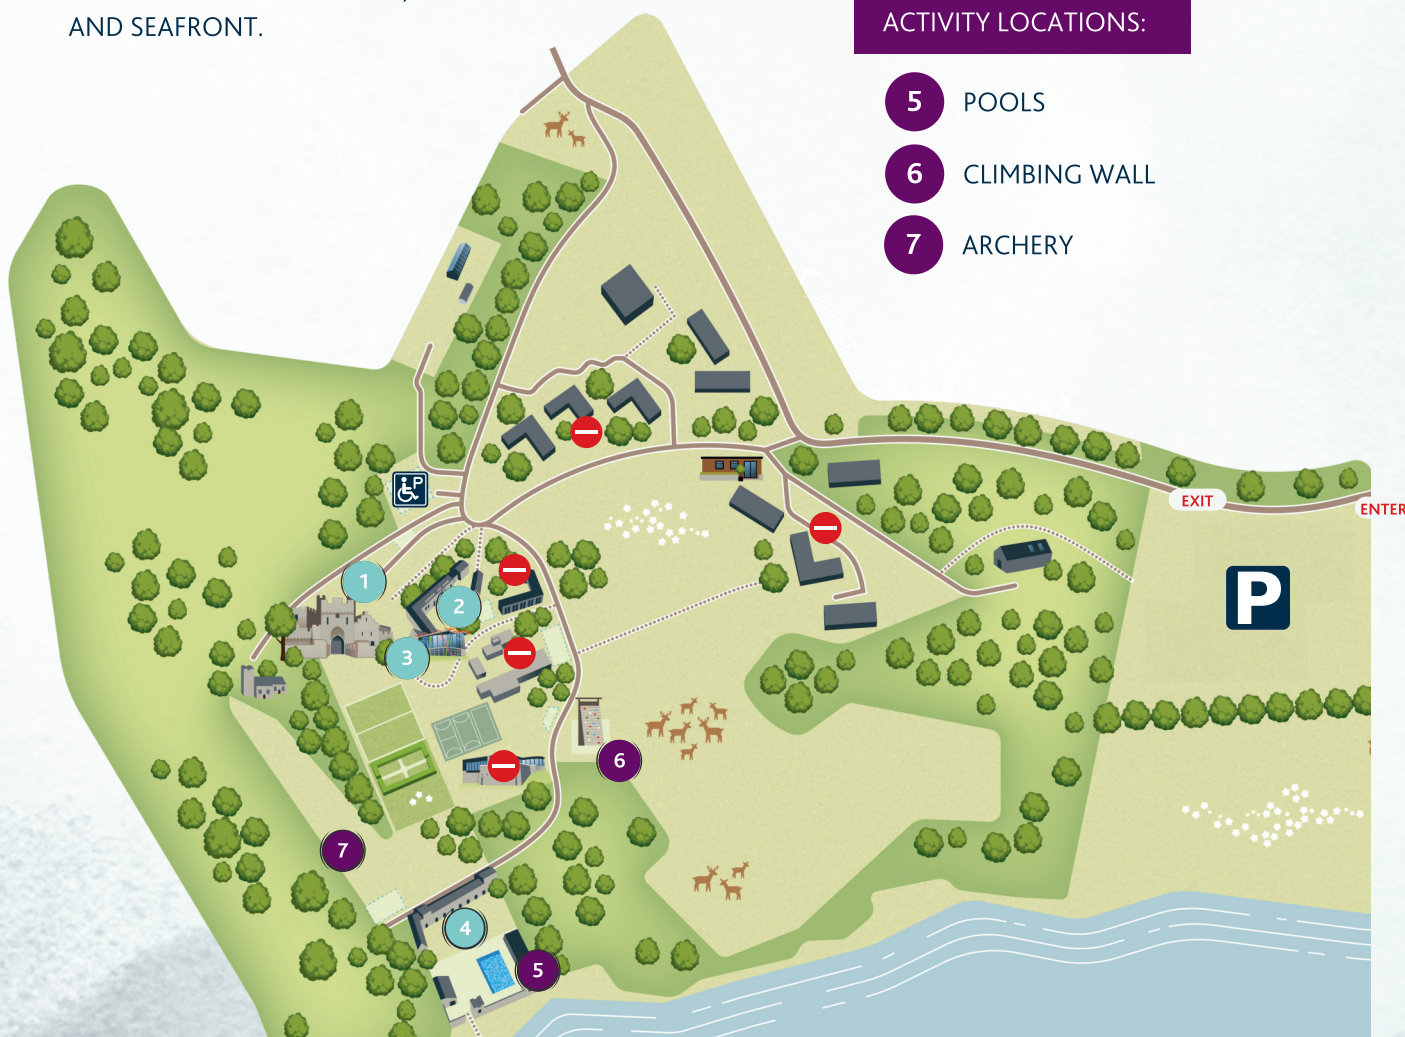 AND SEAFRONT.
ACTIVITY LOCATIONS:
5 POOLS
6 CLIMBING WALL
7 ARCHERY
P
EXIT
ENTER
P
1
2
3
6
7
4
5